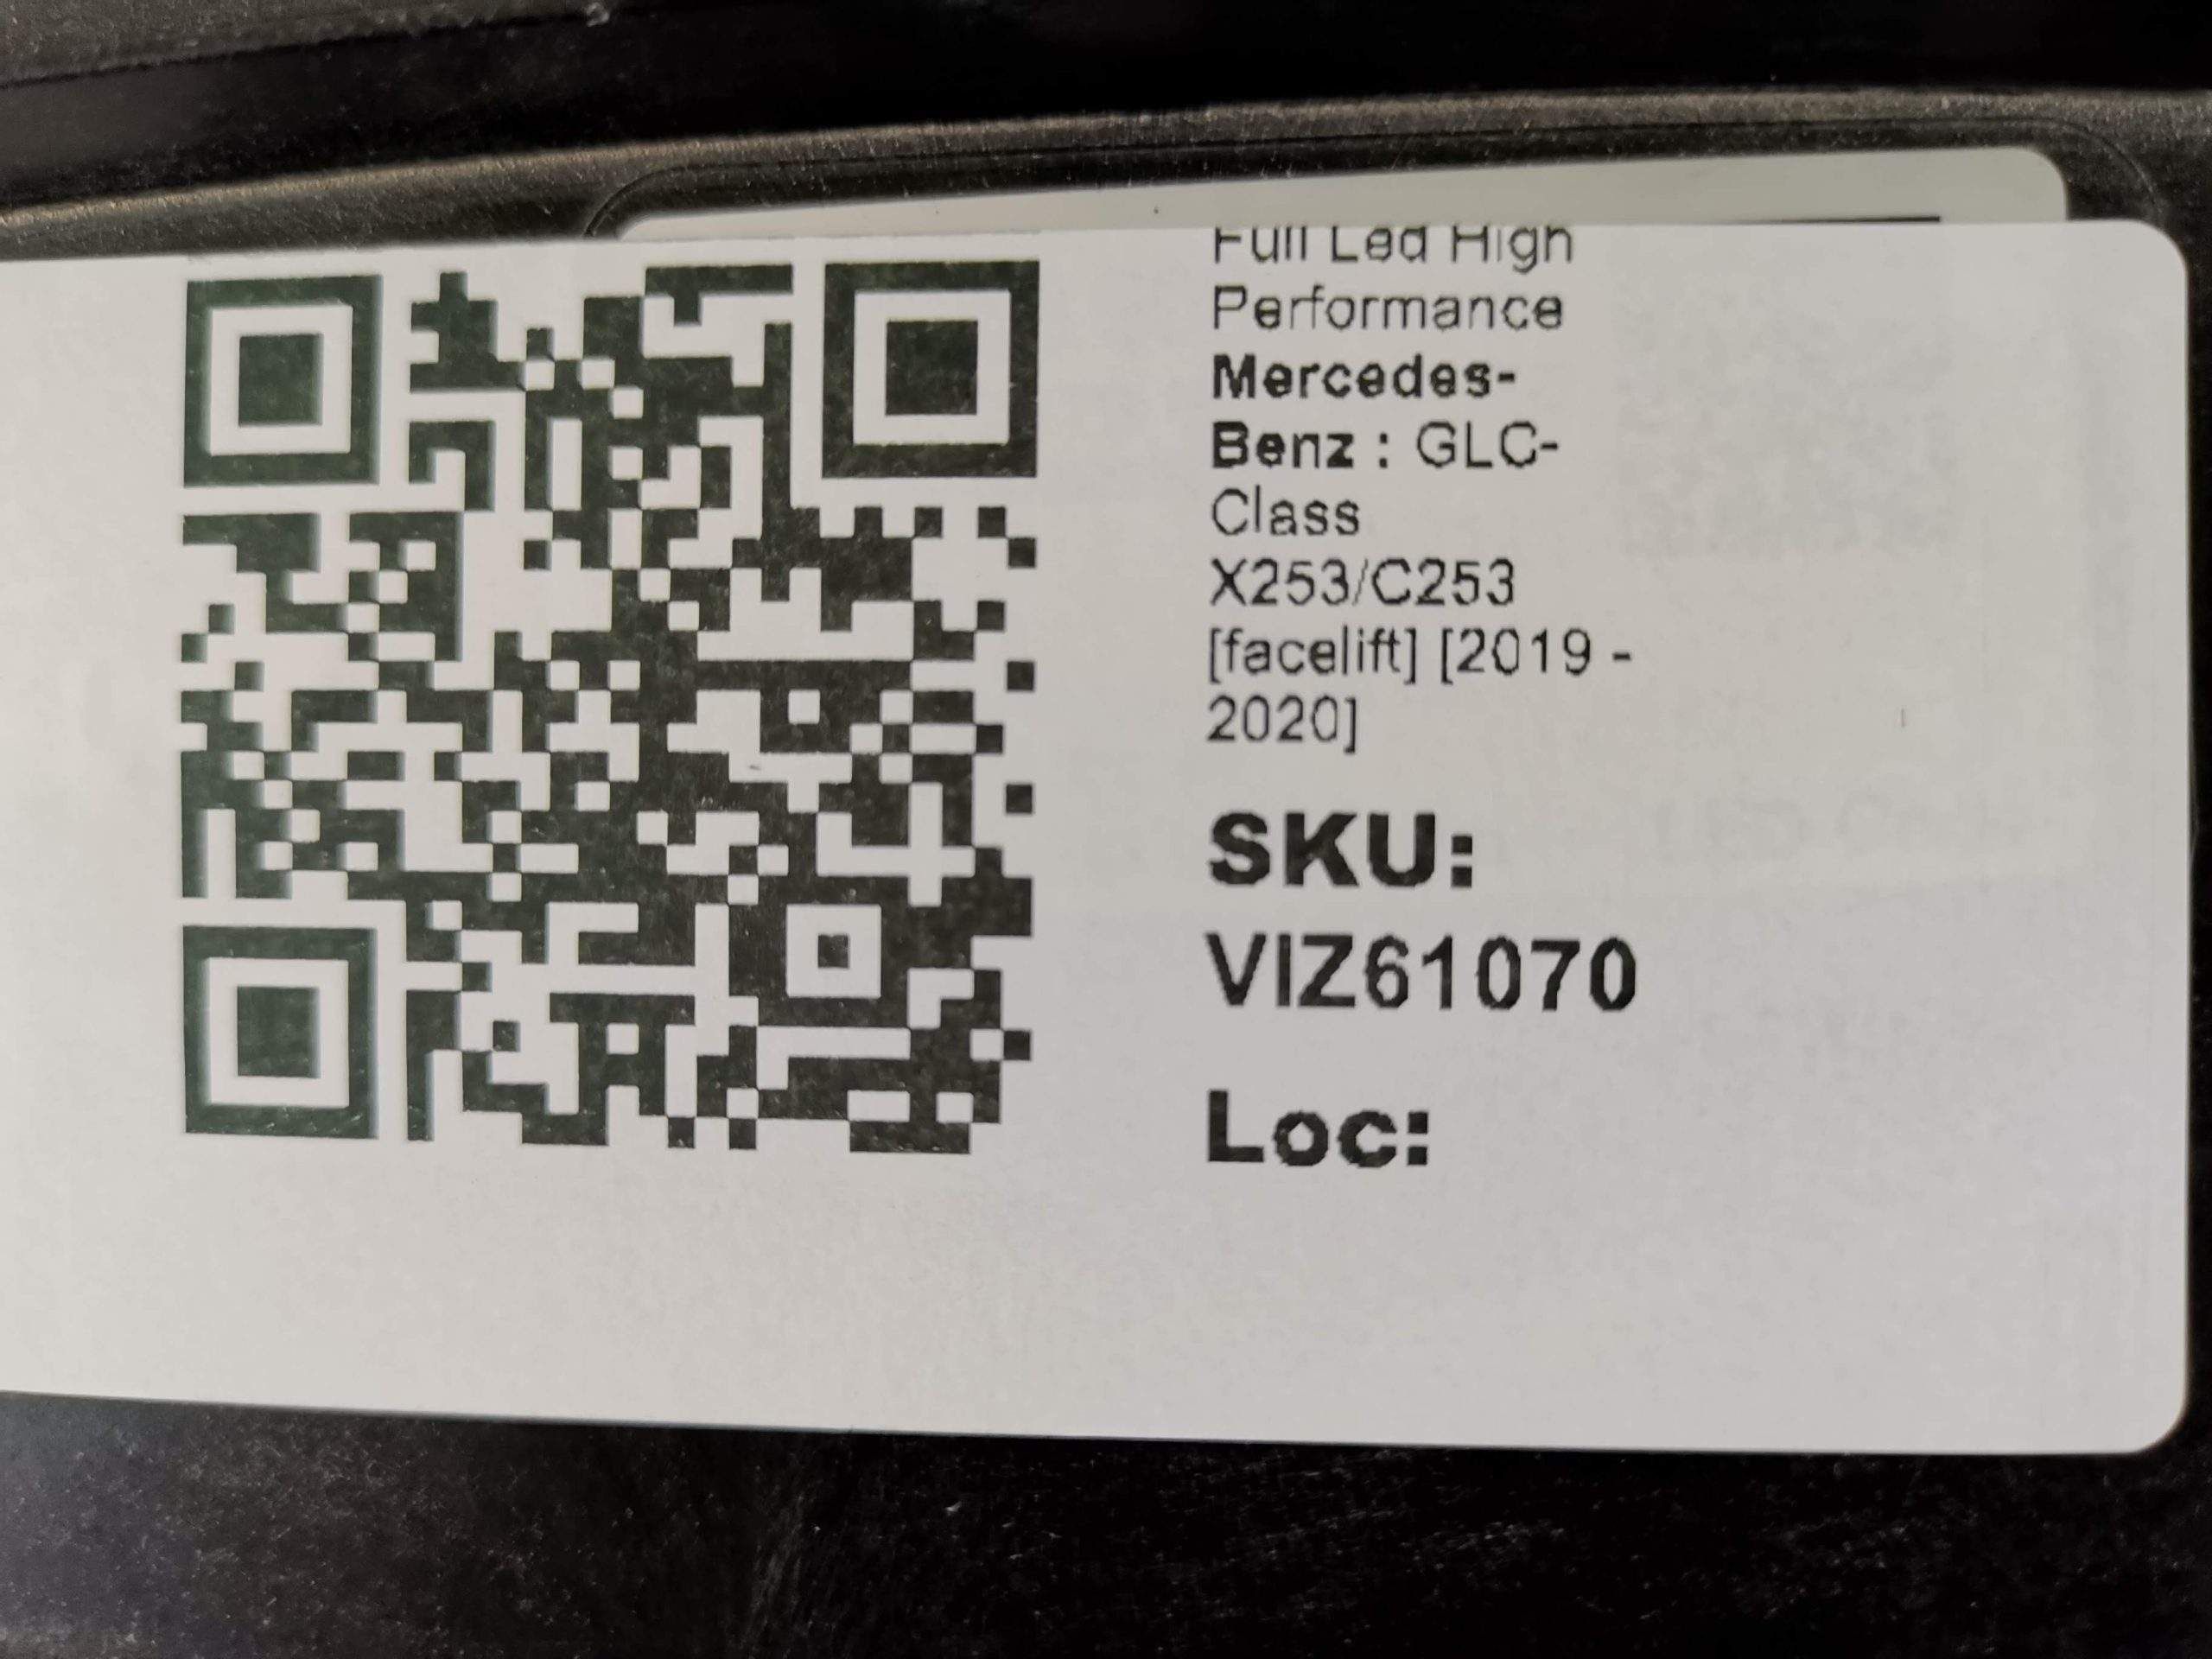 Full Led High
Performance
Mercedes-
Benz : GLC-
Class
X253/C253
[facelift] [2019 -
2020]
SKU:
VIZ61070
Loc: